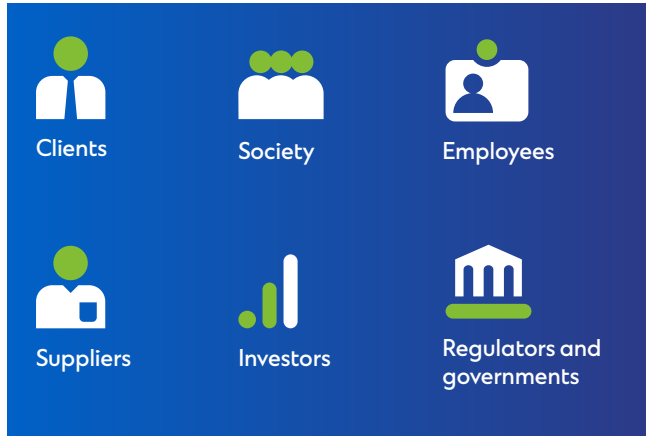 Clients
Society
Employees
Suppliers
Investors
Regulators and
governments